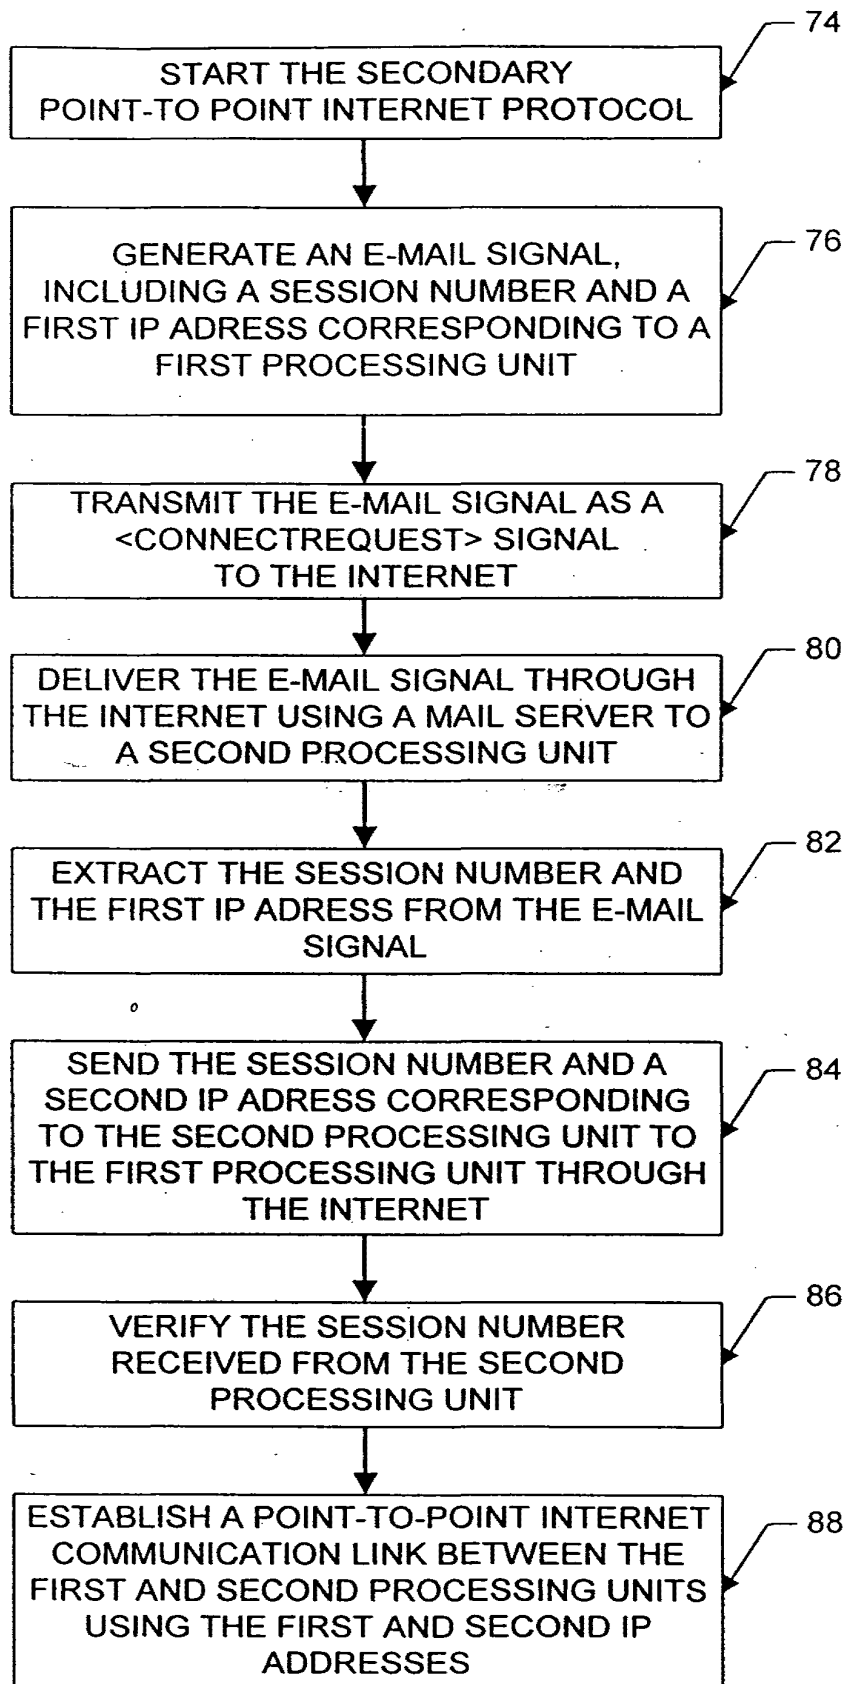 74
START THE SECONDARY
POINT-TO POINT INTERNET PROTOCOL
76
GENERATE AN E-MAIL SIGNAL,
INCLUDING A SESSION NUMBER AND A
FIRST IP ADRESS CORRESPONDING TO A
FIRST PROCESSING UNIT
78
TRANSMIT THE E-MAIL SIGNAL AS A
<CONNECTREQUEST> SIGNAL
TO THE INTERNET
80
DELIVER THE E-MAIL SIGNAL THROUGH
THE INTERNET USING A MAIL SERVER TO
A SECOND PROCESSING UNIT
82
EXTRACT THE SESSION NUMBER AND
THE FIRST IP ADRESS FROM THE E-MAIL
SIGNAL
84
SEND THE SESSION NUMBER AND A
SECOND IP ADRESS CORRESPONDING
TO THE SECOND PROCESSING UNIT TO
THE FIRST PROCESSING UNIT THROUGH
THE INTERNET
86
VERIFY THE SESSION NUMBER
RECEIVED FROM THE SECOND
PROCESSING UNIT
88
ESTABLISH A POINT-TO-POINT INTERNET
COMMUNICATION LINK BETWEEN THE
FIRST AND SECOND PROCESSING UNITS
USING THE FIRST AND SECOND IP
ADDRESSES